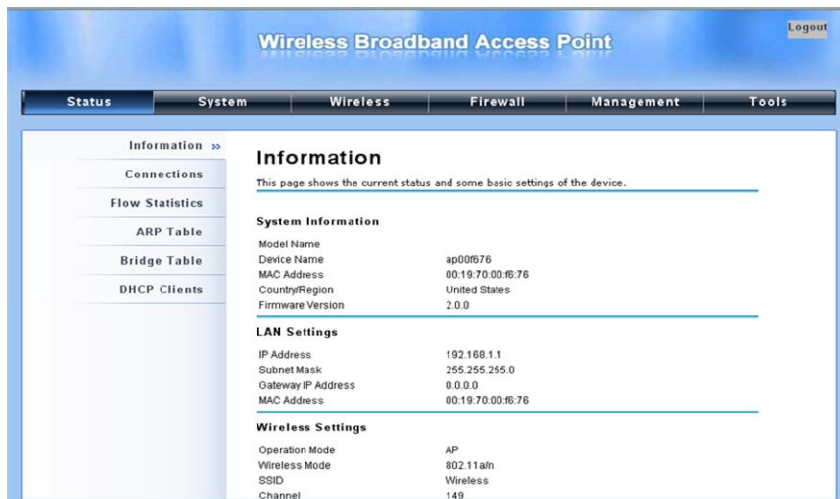 Wireless Broadband Access Point
Logout
Status System Wireless Firewall Management Tools
Information »
Connections
Flow Statistics
ARP Table
Bridge Table
DHCP Clients
Information
This page shows the current status and some basic settings of the device.
System Information
Model Name
Device Name ap00f676
MAC Address 00:19:70:00:f6:76
Country/Region United States
Firmware Version 2.0.0
LAN Settings
IP Address 192.168.1.1
Subnet Mask 255.255.255.0
Gateway IP Address 0.0.0.0
MAC Address 00:19:70:00:f6:76
Wireless Settings
Operation Mode AP
Wireless Mode 802.11a/n
SSID Wireless
Channel 149